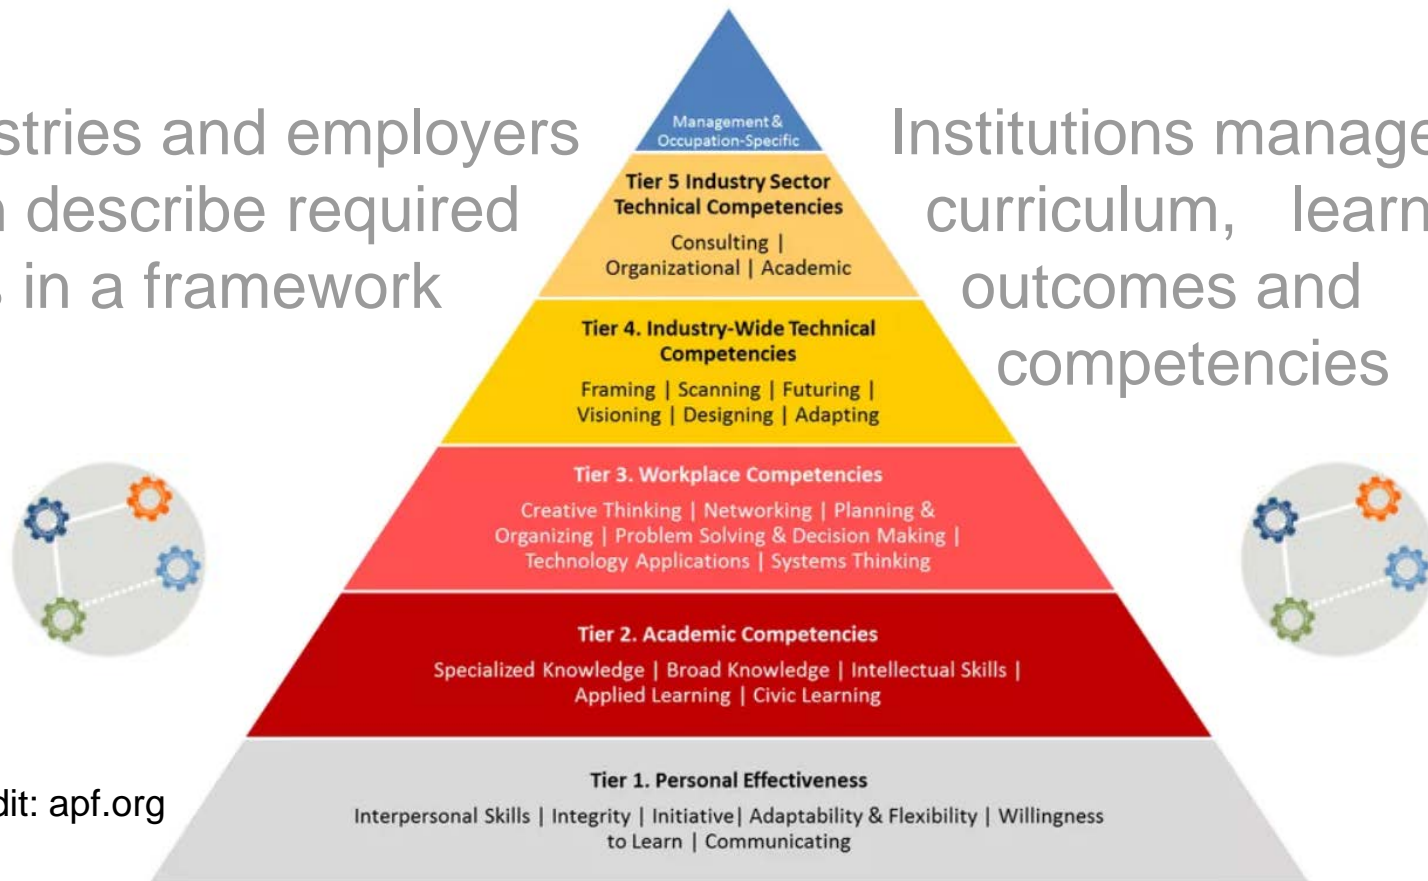 stries and employers
describe required
in a framework
Institutions manage
curriculum, learn
outcomes and
competencies
Management &
Occupation-Specific
Tier 5 Industry Sector
Technical Competencies
Consulting |
Organizational | Academic
Tier 4. Industry-Wide Technical
Competencies
Framing | Scanning | Futuring |
Visioning | Designing | Adapting
Tier 3. Workplace Competencies
Creative Thinking | Networking | Planning &
Organizing | Problem Solving & Decision Making |
Technology Applications | Systems Thinking
Tier 2. Academic Competencies
Specialized Knowledge | Broad Knowledge | Intellectual Skills |
Applied Learning | Civic Learning
Tier 1. Personal Effectiveness
Interpersonal Skills | Integrity | Initiative| Adaptability & Flexibility | Willingness
to Learn | Communicating
dit: apf.org